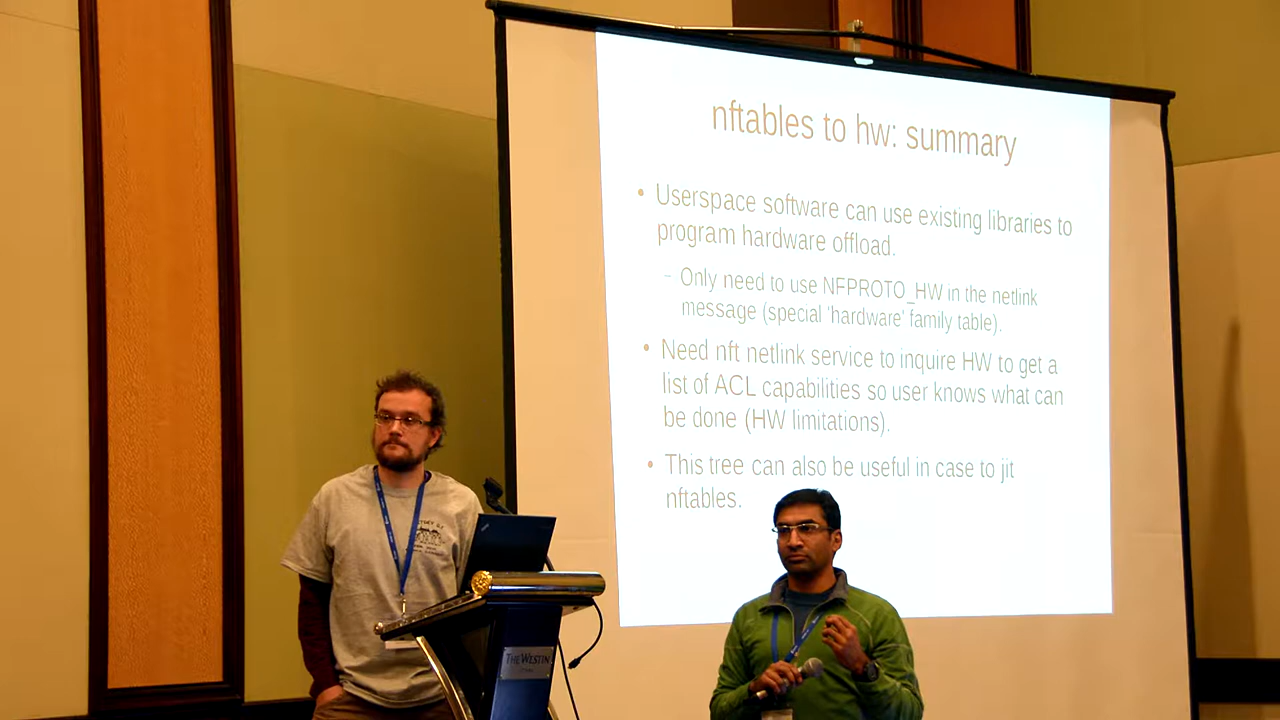 nftables to hw: summary
• Userspace software can use existing libraries to
program hardware offload.
– Only need to use NFPROTO_HW in the netlink
message (special 'hardware' family table).
• Need nft netlink service to inquire HW to get a
list of ACL capabilities so user knows what can
be done (HW limitations).
• This tree can also be useful in case to jit
nftables.
THE WESTIN